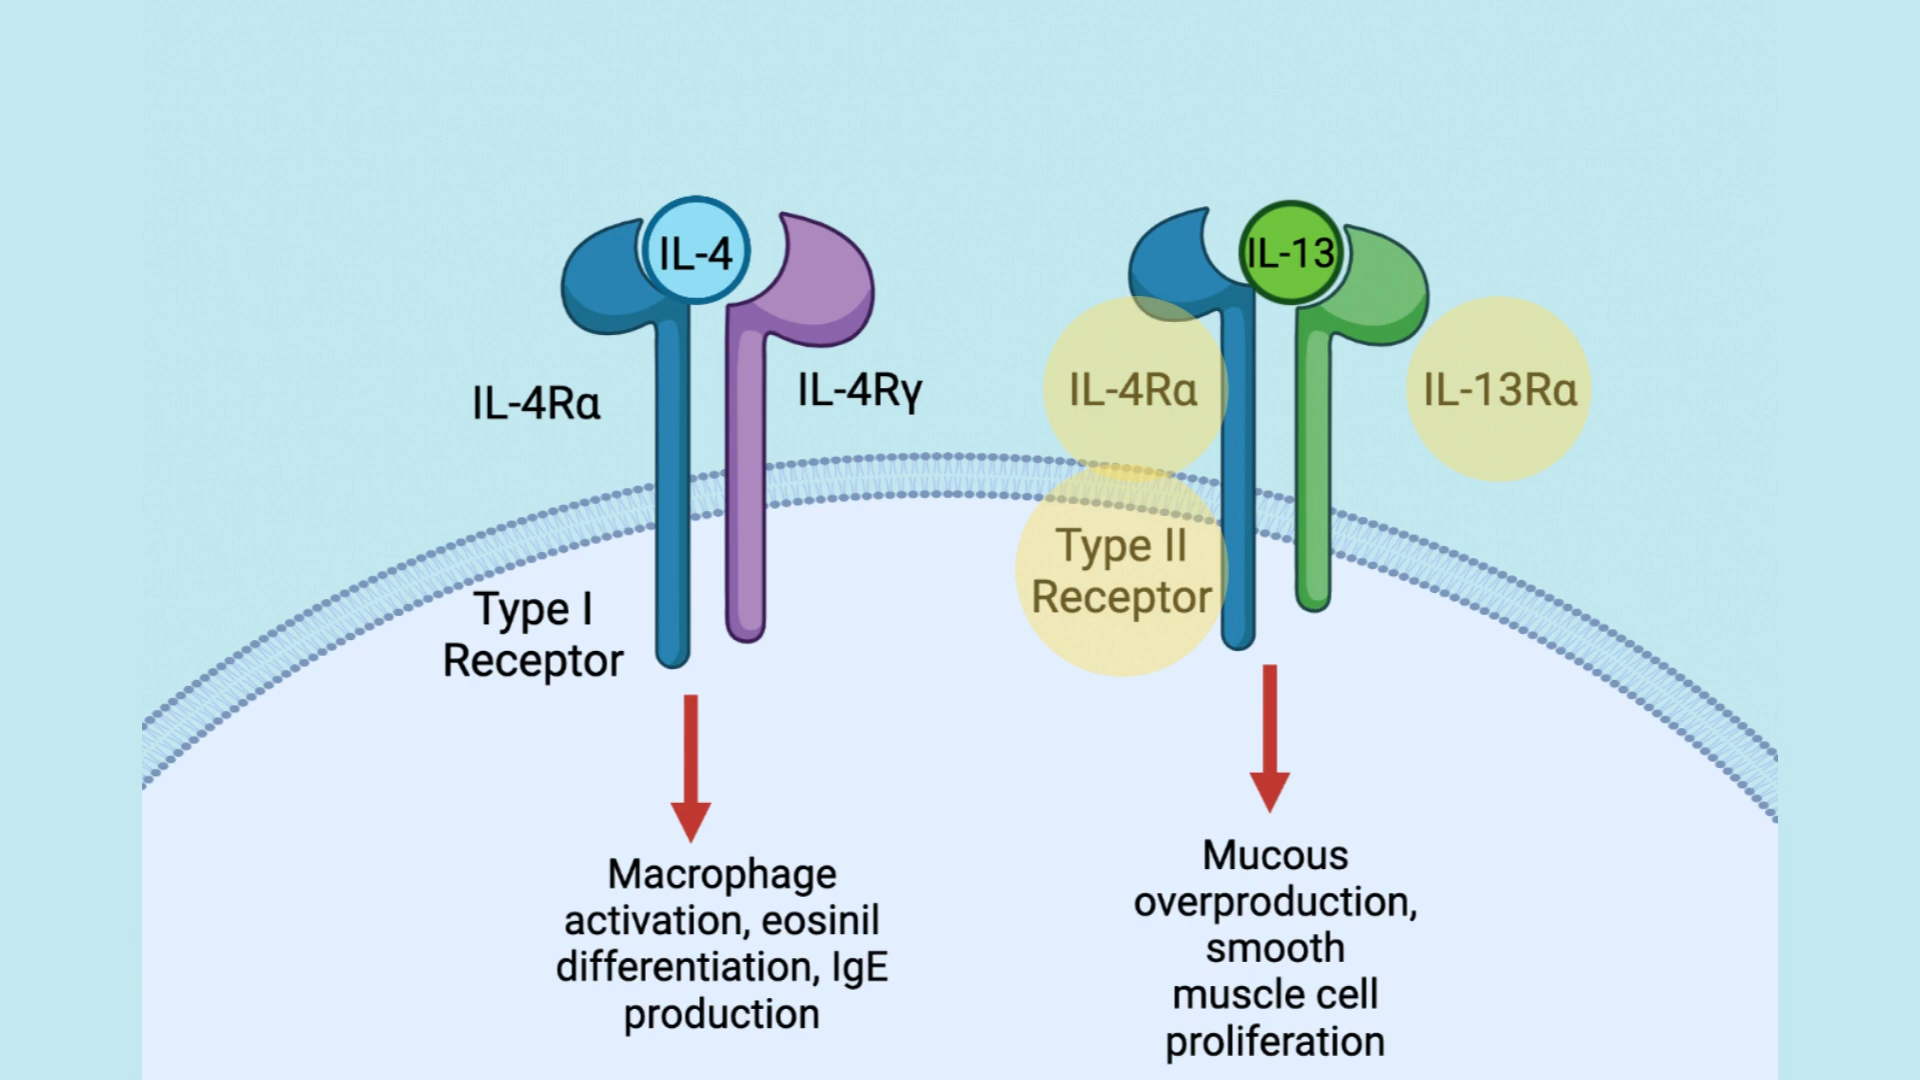 IL-4
IL-13
IL-4Rα
IL-4Rγ
IL-4Rα
IL-13Rα
Type I
Receptor
Type II
Receptor
Macrophage
activation, eosinil
differentiation, IgE
production
Mucous
overproduction,
smooth
muscle cell
proliferation